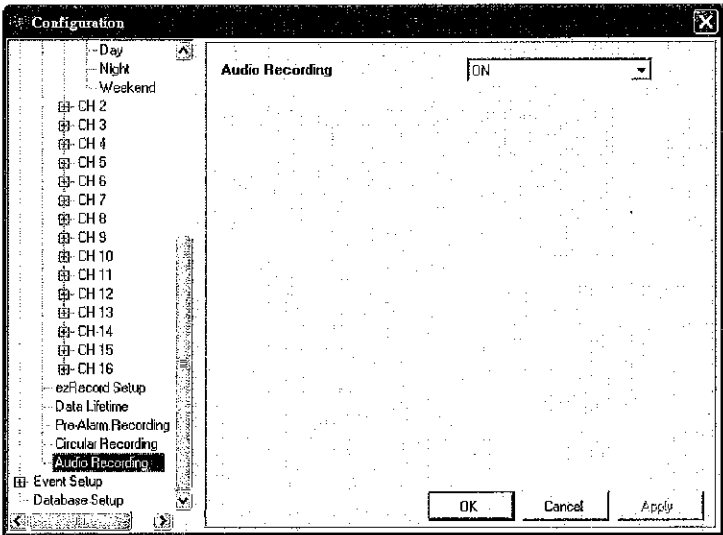 Configuration
Day
Night
Weekend
CH 2
CH 3
CH 4
CH 5
CH 6
CH 7
CH 8
CH 9
CH 10
CH 11
CH 12
CH 13
CH 14
CH 15
CH 16
ezRecord Setup
Data Lifetime
Pre-Alarm Recording
Circular Recording
Audio Recording
Event Setup
Database Setup
Audio Recording ON
OK Cancel Apply